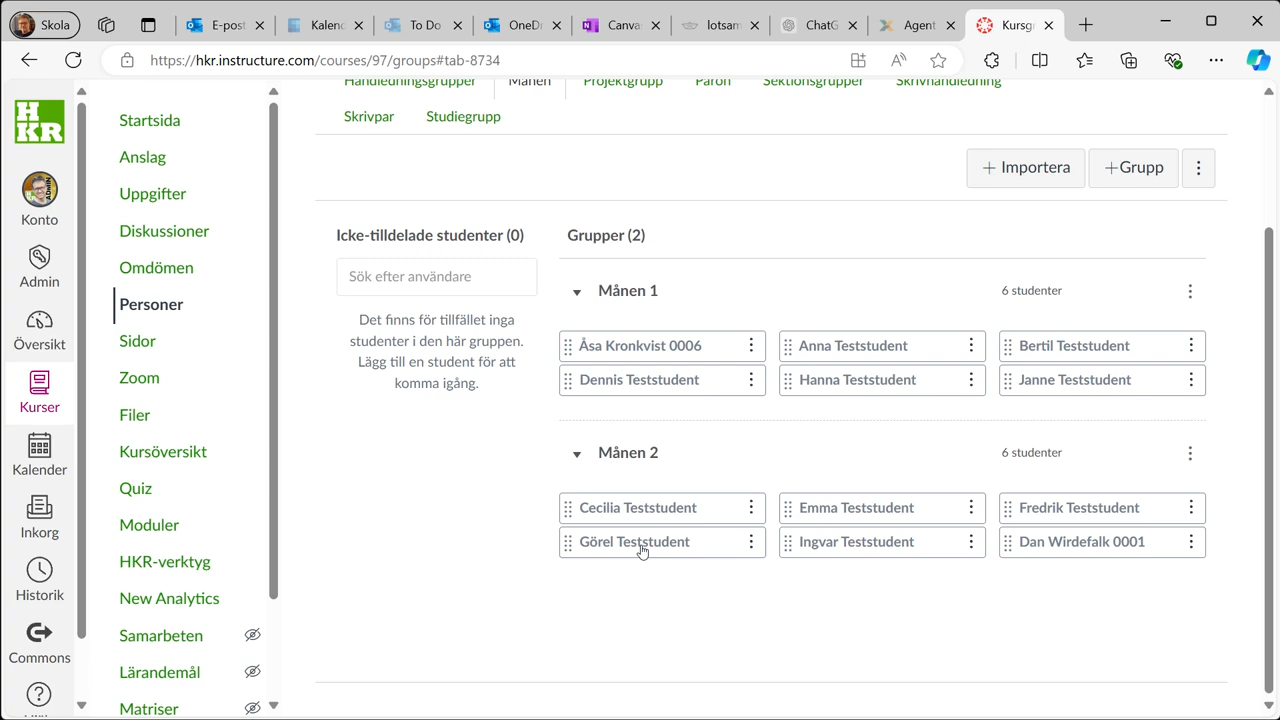 Skola
E-post
Kalend
To Do
OneDr
Canva
lotsan
ChatG
Agent
Kursgr
https://hkr.instructure.com/courses/97/groups#tab-8734
HKR
Konto
Admin
Översikt
Kurser
Kalender
Inkorg
Historik
Commons
Startsida
Anslag
Uppgifter
Diskussioner
Omdömen
Personer
Sidor
Zoom
Filer
Kursöversikt
Quiz
Moduler
HKR-verktyg
New Analytics
Samarbeten
Lärandemål
Matriser
Handledningsgrupper Månen Projektgrupp Päron Sektionsgrupper Skrivhandledning
Skrivpar Studiegrupp
+ Importera +Grupp
Icke-tilldelade studenter (0)
Sök efter användare
Det finns för tillfället inga
studenter i den här gruppen.
Lägg till en student för att
komma igång.
Grupper (2)
Månen 1 6 studenter
Åsa Kronkvist 0006 Anna Teststudent Bertil Teststudent
Dennis Teststudent Hanna Teststudent Janne Teststudent
Månen 2 6 studenter
Cecilia Teststudent Emma Teststudent Fredrik Teststudent
Görel Teststudent Ingvar Teststudent Dan Wirdefalk 0001